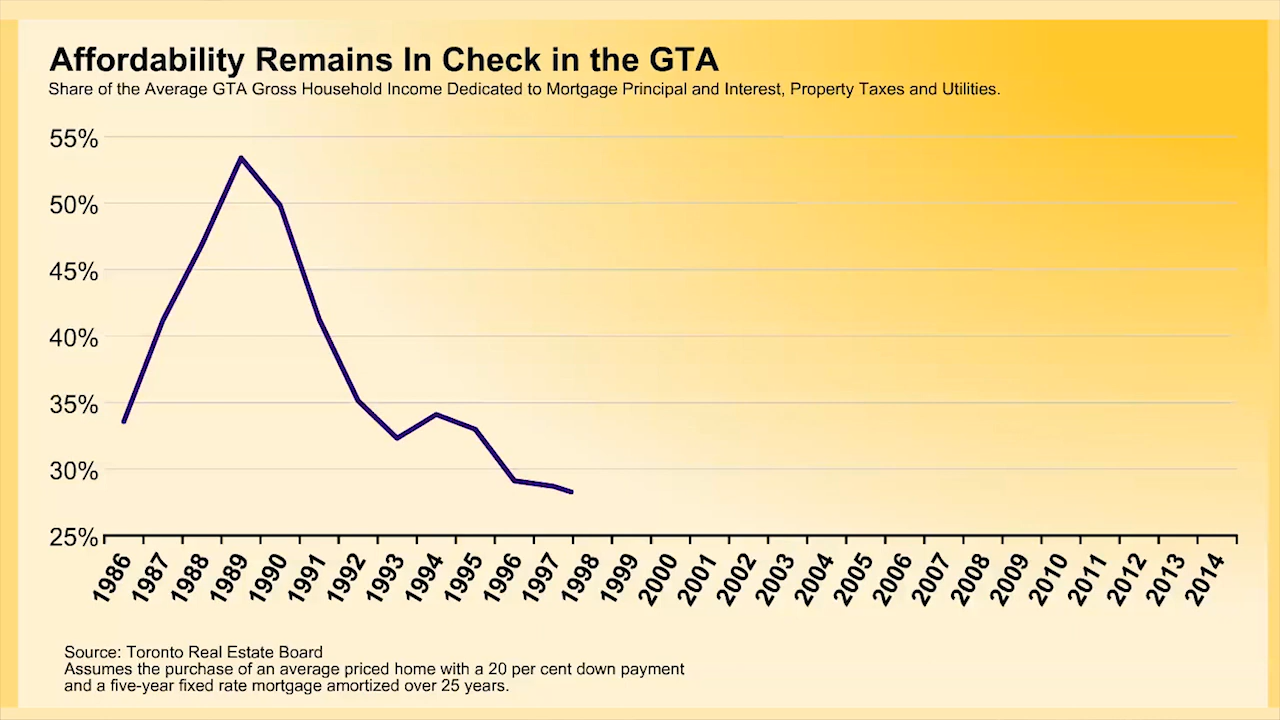 Affordability Remains In Check in the GTA
Share of the Average GTA Gross Household Income Dedicated to Mortgage Principal and Interest, Property Taxes and Utilities.
55%
50%
45%
40%
35%
30%
25%
1986 1987 1988 1989 1990 1991 1992 1993 1994 1995 1996 1997 1998 1999 2000 2001 2002 2003 2004 2005 2006 2007 2008 2009 2010 2011 2012 2013 2014
Source: Toronto Real Estate Board
Assumes the purchase of an average priced home with a 20 per cent down payment
and a five-year fixed rate mortgage amortized over 25 years.